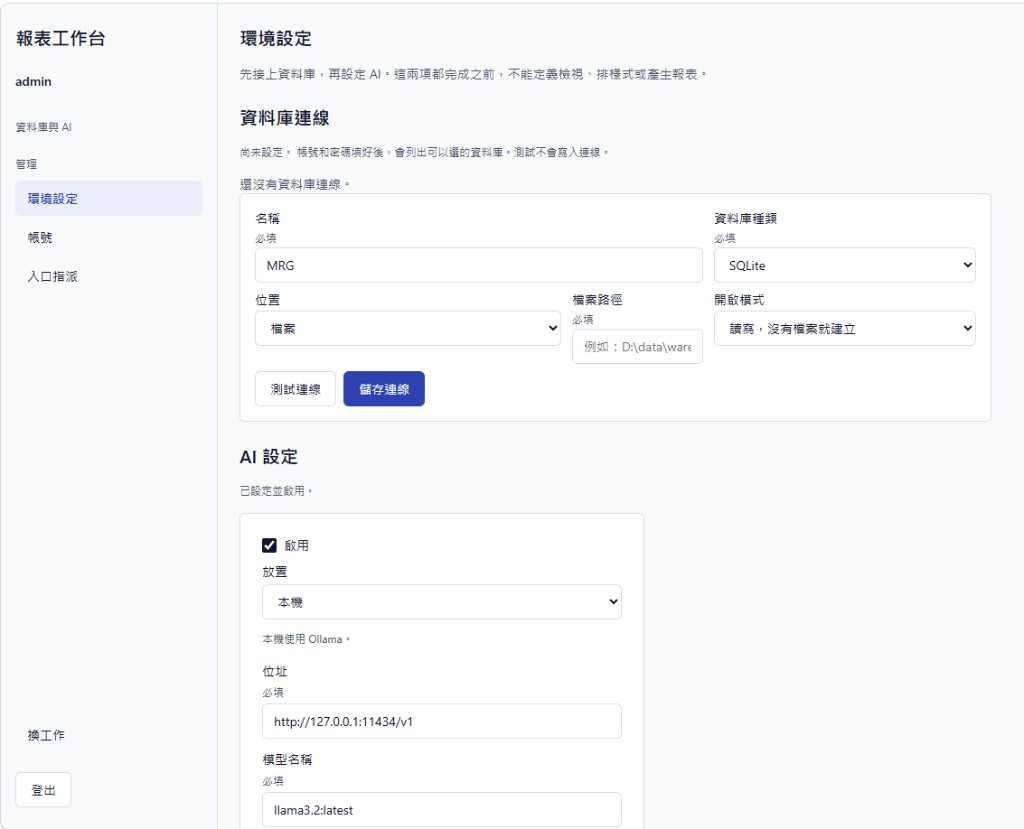 報表工作台
admin
資料庫與 AI
管理
環境設定
帳號
入口指派
換工作
登出
環境設定
先接上資料庫，再設定 AI。這兩項都完成之前，不能定義檢視、排樣式或產生報表。
資料庫連線
尚未設定。 帳號和密碼填好後，會列出可以選的資料庫。測試不會寫入連線。
還沒有資料庫連線。
名稱
必填
MRG
資料庫種類
必填
SQLite
位置
檔案
檔案路徑
必填
例如：D:\data\ware
開啟模式
讀寫，沒有檔案就建立
測試連線
儲存連線
AI 設定
已設定並啟用。
啟用
放置
本機
本機使用 Ollama。
位址
必填
http://127.0.0.1:11434/v1
模型名稱
必填
llama3.2:latest